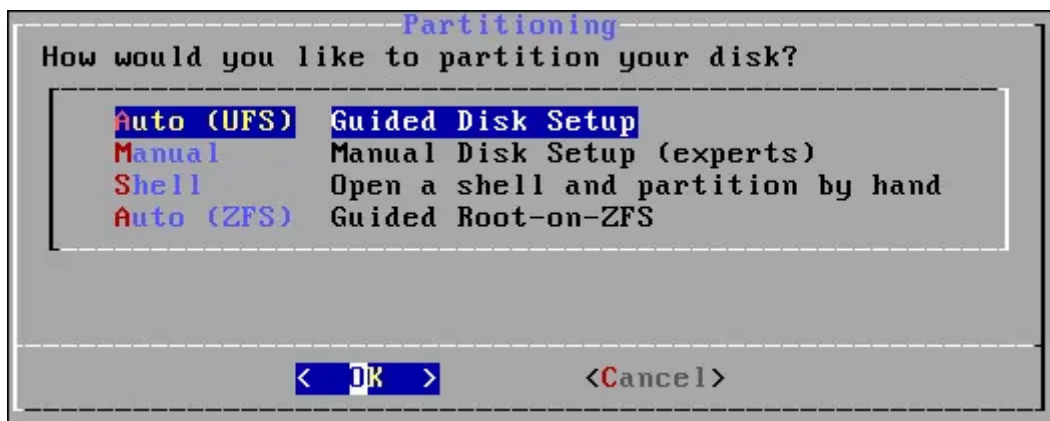 Partitioning
How would you like to partition your disk?
Auto (UFS) Guided Disk Setup
Manual Manual Disk Setup (experts)
Shell Open a shell and partition by hand
Auto (ZFS) Guided Root-on-ZFS
< OK > <Cancel>